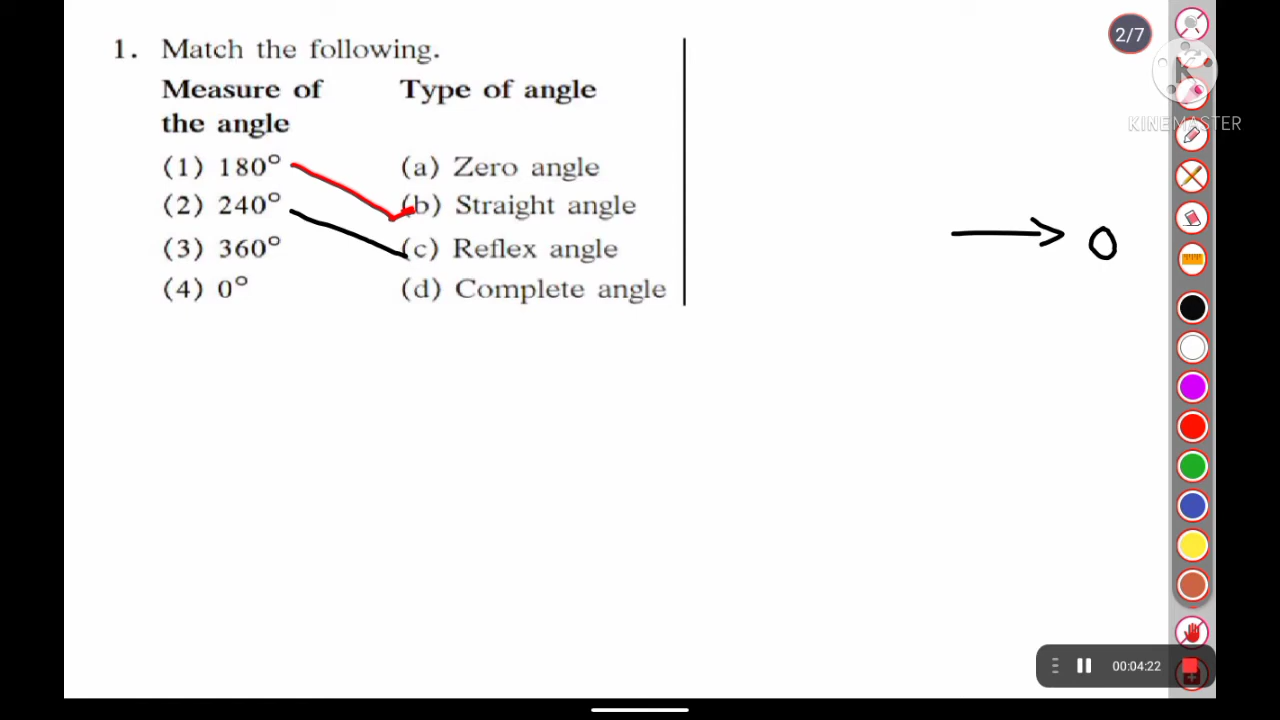 1. Match the following.
Measure of the angle
Type of angle
(1) 180° (a) Zero angle
(2) 240° (b) Straight angle
(3) 360° (c) Reflex angle
(4) 0° (d) Complete angle
0
2/7
K
KINEMASTER
00:04:22